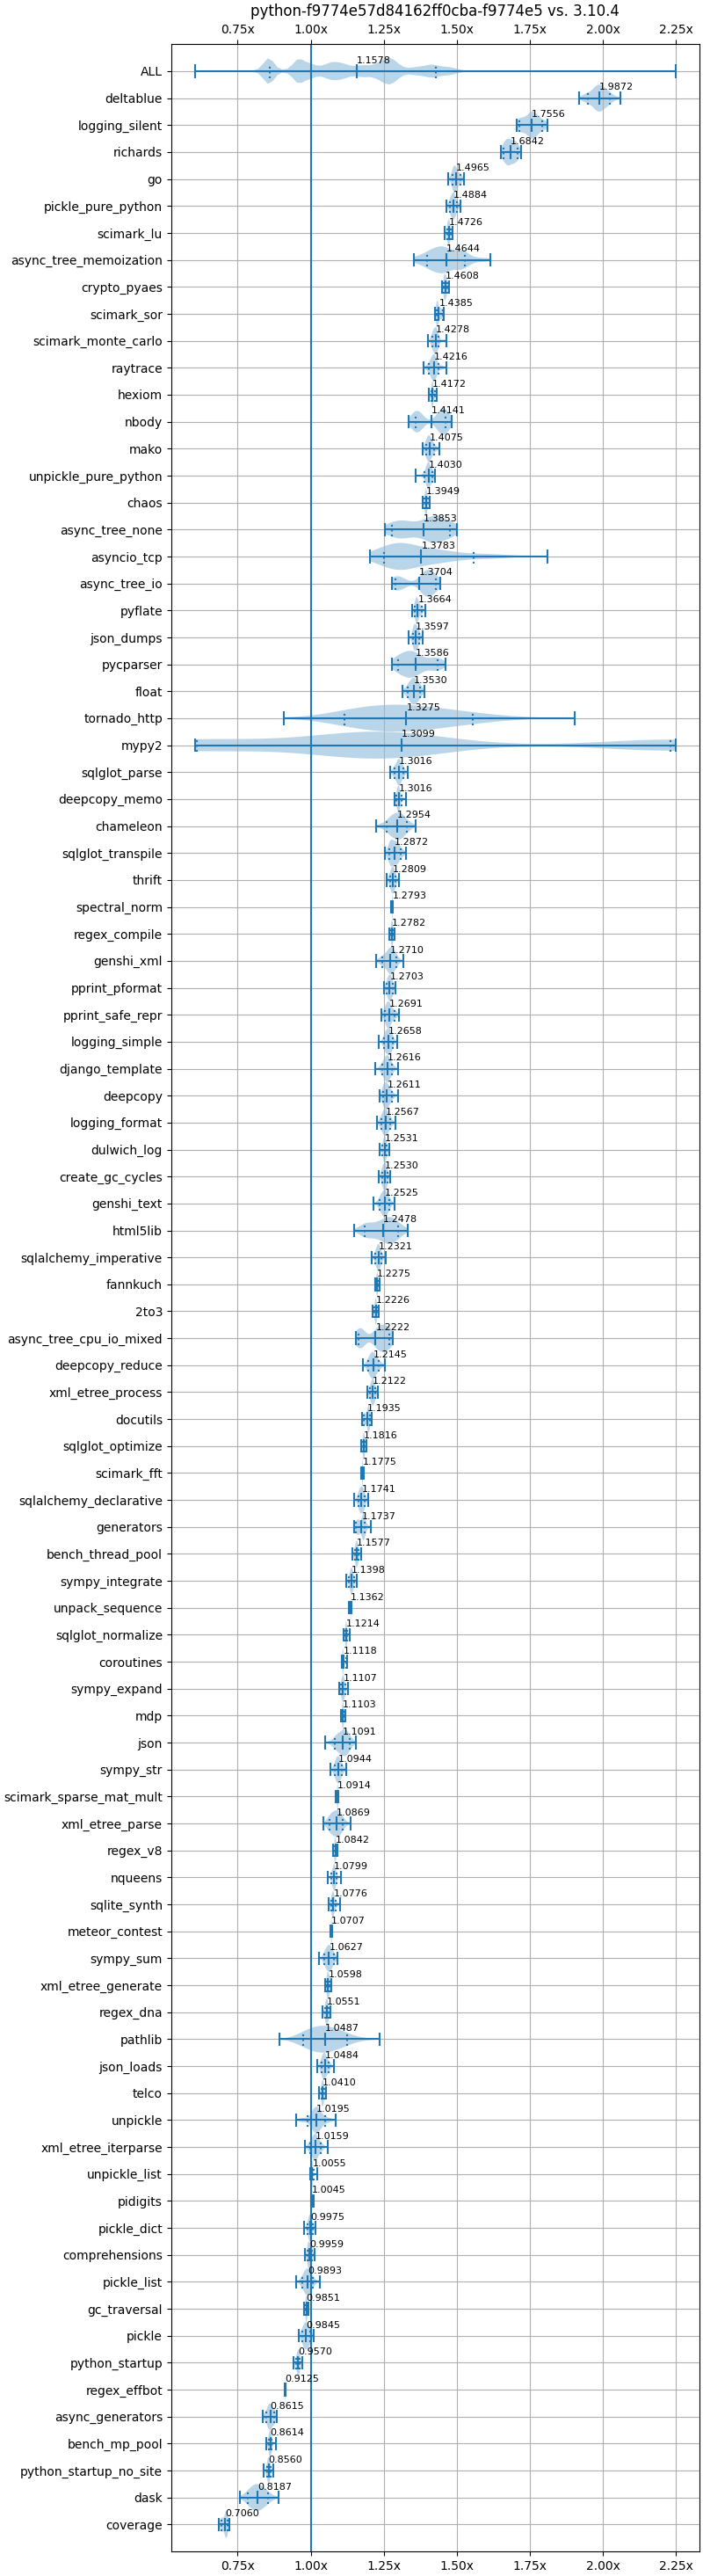 python-f9774e57d84162ff0cba-f9774e5 vs. 3.10.4
0.75x 1.00x 1.25x 1.50x 1.75x 2.00x 2.25x
ALL 1.1578
deltablue 1.9872
logging_silent 1.7556
richards 1.6842
go 1.4965
pickle_pure_python 1.4884
scimark_lu 1.4726
async_tree_memoization 1.4644
crypto_pyaes 1.4608
scimark_sor 1.4385
scimark_monte_carlo 1.4278
raytrace 1.4216
hexiom 1.4172
nbody 1.4141
mako 1.4075
unpickle_pure_python 1.4030
chaos 1.3949
async_tree_none 1.3853
asyncio_tcp 1.3783
async_tree_io 1.3704
pyflate 1.3664
json_dumps 1.3597
pycparser 1.3586
float 1.3530
tornado_http 1.3275
mypy2 1.3099
sqlglot_parse 1.3016
deepcopy_memo 1.3016
chameleon 1.2954
sqlglot_transpile 1.2872
thrift 1.2809
spectral_norm 1.2793
regex_compile 1.2782
genshi_xml 1.2710
pprint_pformat 1.2703
pprint_safe_repr 1.2691
logging_simple 1.2658
django_template 1.2616
deepcopy 1.2611
logging_format 1.2567
dulwich_log 1.2531
create_gc_cycles 1.2530
genshi_text 1.2525
html5lib 1.2478
sqlalchemy_imperative 1.2321
fannkuch 1.2275
2to3 1.2226
async_tree_cpu_io_mixed 1.2222
deepcopy_reduce 1.2145
xml_etree_process 1.2122
docutils 1.1935
sqlglot_optimize 1.1816
scimark_fft 1.1775
sqlalchemy_declarative 1.1741
generators 1.1737
bench_thread_pool 1.1577
sympy_integrate 1.1398
unpack_sequence 1.1362
sqlglot_normalize 1.1214
coroutines 1.1118
sympy_expand 1.1107
mdp 1.1103
json 1.1091
sympy_str 1.0944
scimark_sparse_mat_mult 1.0914
xml_etree_parse 1.0869
regex_v8 1.0842
nqueens 1.0799
sqlite_synth 1.0776
meteor_contest 1.0707
sympy_sum 1.0627
xml_etree_generate 1.0598
regex_dna 1.0551
pathlib 1.0487
json_loads 1.0484
telco 1.0410
unpickle 1.0195
xml_etree_iterparse 1.0159
unpickle_list 1.0055
pidigits 1.0045
pickle_dict 0.9975
comprehensions 0.9959
pickle_list 0.9893
gc_traversal 0.9851
pickle 0.9845
python_startup 0.9570
regex_effbot 0.9125
async_generators 0.8615
bench_mp_pool 0.8614
python_startup_no_site 0.8560
dask 0.8187
coverage 0.7060
0.75x 1.00x 1.25x 1.50x 1.75x 2.00x 2.25x